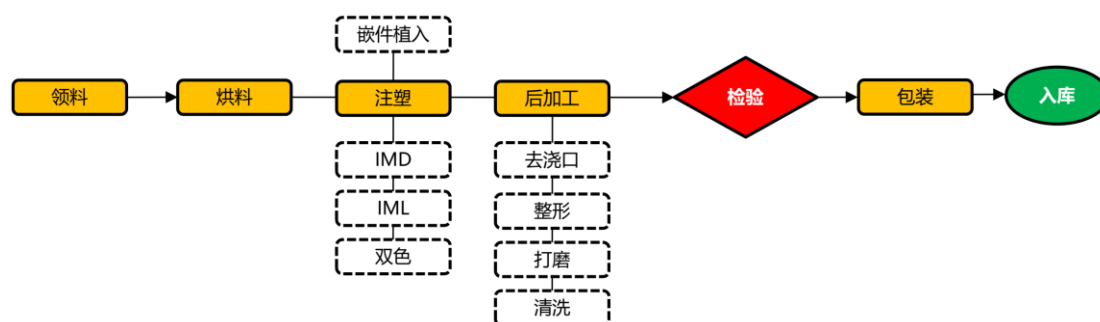 嵌件植入
领料
烘料
注塑
后加工
检验
包装
入库
IMD
IML
双色
去浇口
整形
打磨
清洗